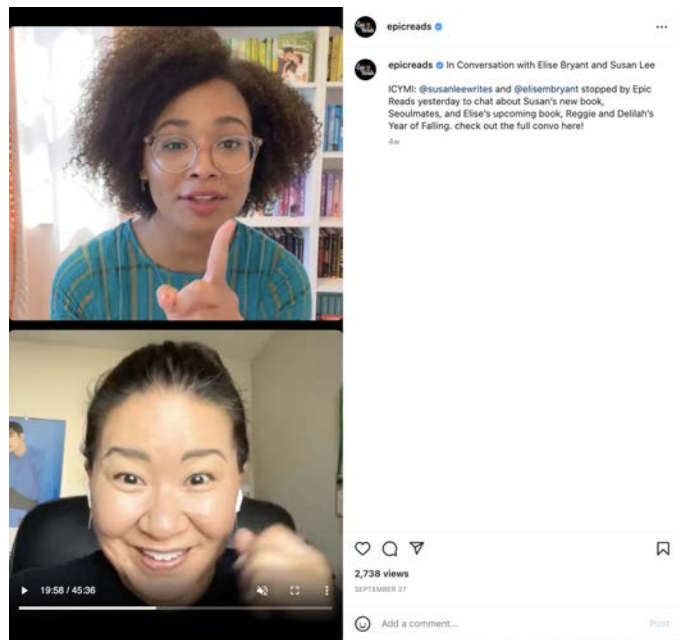 epicreads
epicreads In Conversation with Elise Bryant and Susan Lee
ICYMI: @susanleewrites and @elisembryant stopped by Epic
Reads yesterday to chat about Susan's new book,
Seoulmates, and Elise's upcoming book, Reggie and Delilah's
Year of Falling. check out the full convo here!
4w
19:58 / 45:36
2,738 views
SEPTEMBER 27
Add a comment...
Post